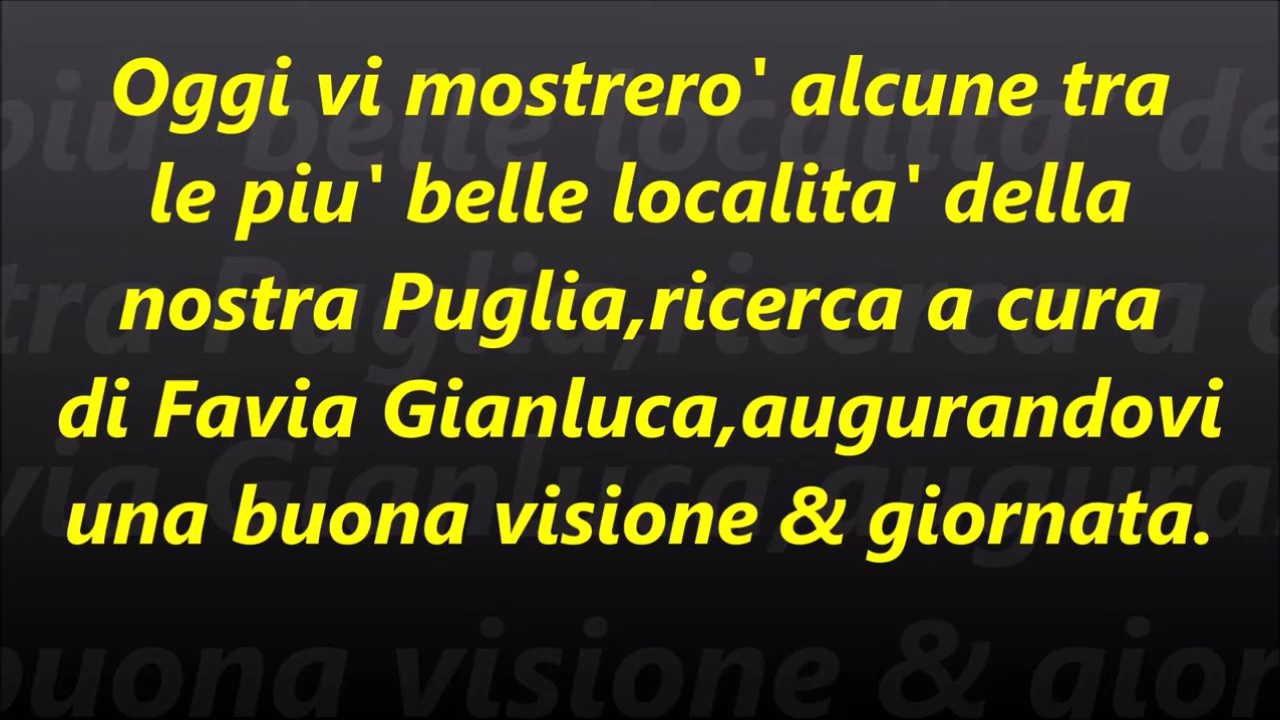 Oggi vi mostrero' alcune tra
le piu' belle localita' della
nostra Puglia,ricerca a cura
di Favia Gianluca,augurandovi
una buona visione & giornata.